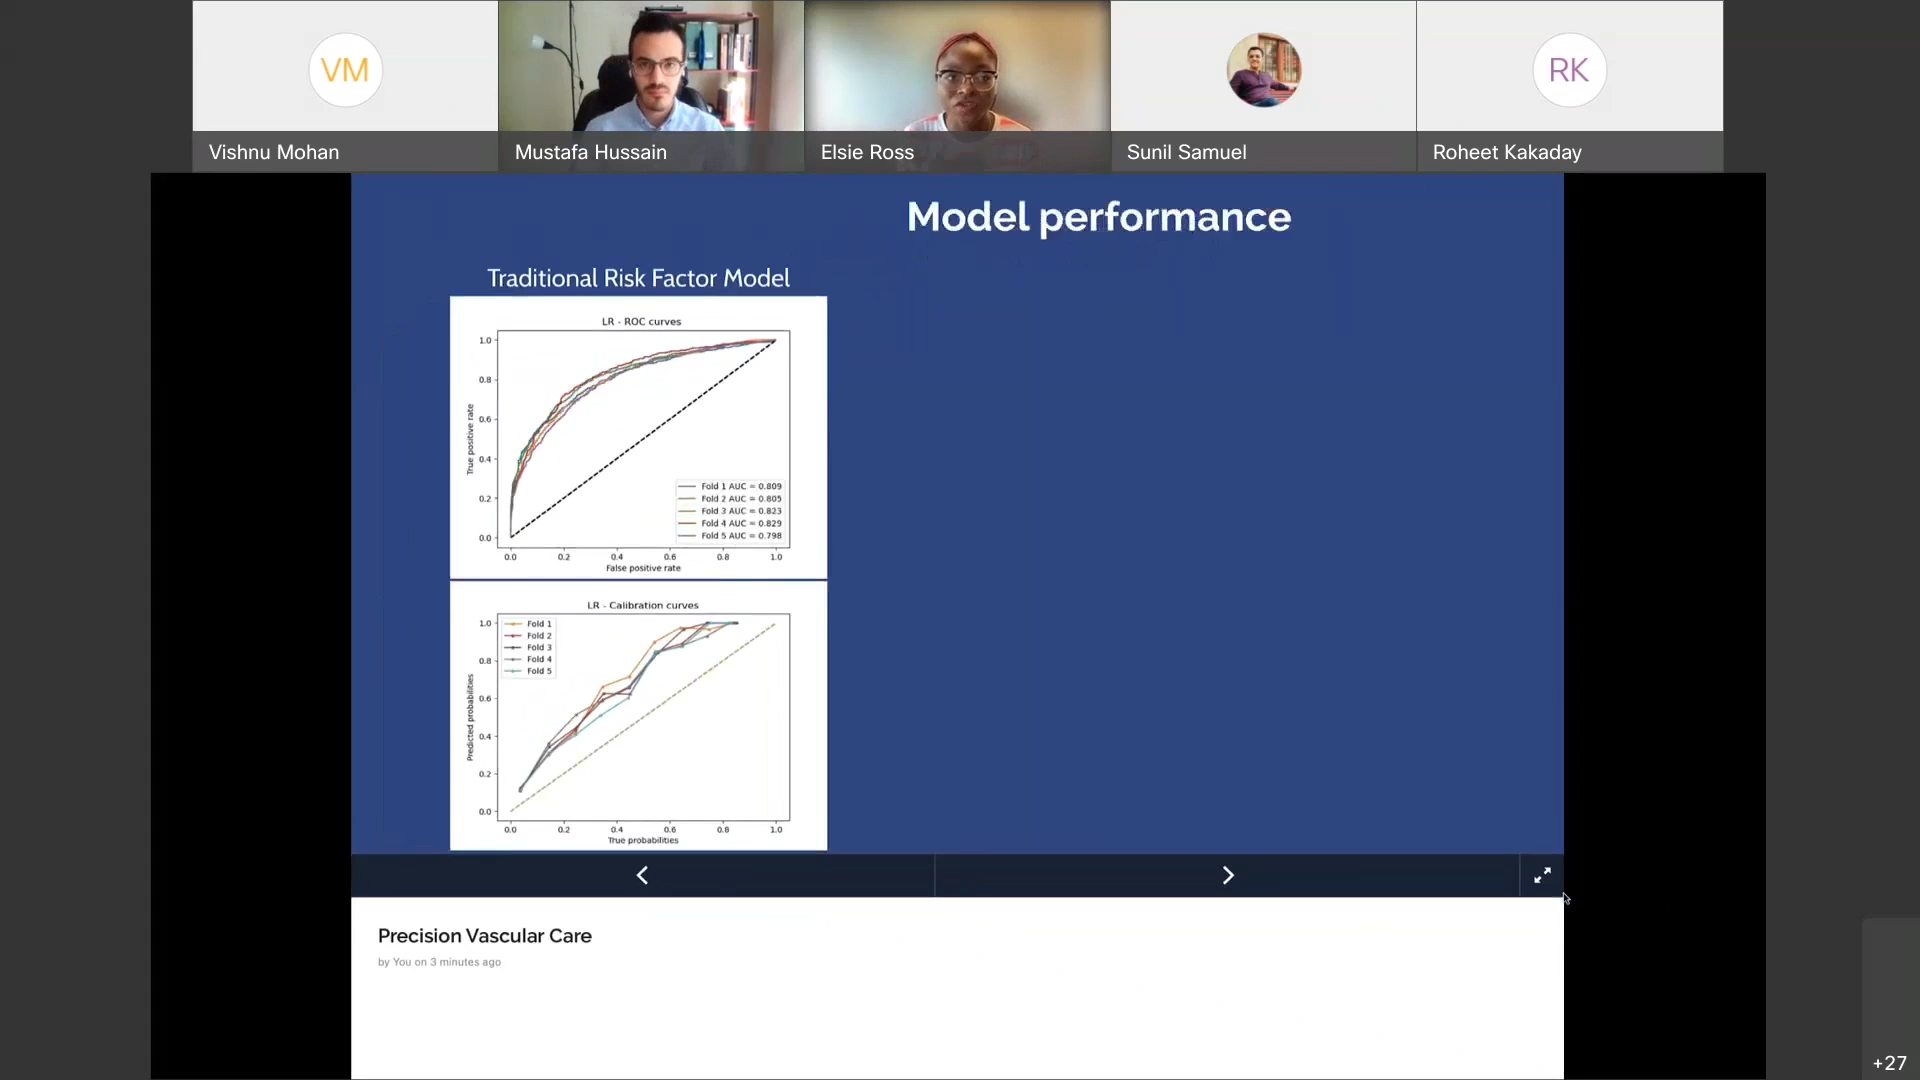 VM
RK
Vishnu Mohan
Mustafa Hussain
Elsie Ross
Sunil Samuel
Roheet Kakaday
Model performance
Traditional Risk Factor Model
LR - ROC curves
True positive rate
1.0
0.8
0.6
0.4
0.2
0.0
Fold 1 AUC = 0.809
Fold 2 AUC = 0.805
Fold 3 AUC = 0.823
Fold 4 AUC = 0.829
Fold 5 AUC = 0.798
0.0 0.2 0.4 0.6 0.8 1.0
False positive rate
LR - Calibration curves
Predicted probabilities
1.0
0.8
0.6
0.4
0.2
0.0
Fold 1
Fold 2
Fold 3
Fold 4
Fold 5
0.0 0.2 0.4 0.6 0.8 1.0
True probabilities
Precision Vascular Care
by You on 3 minutes ago
+27